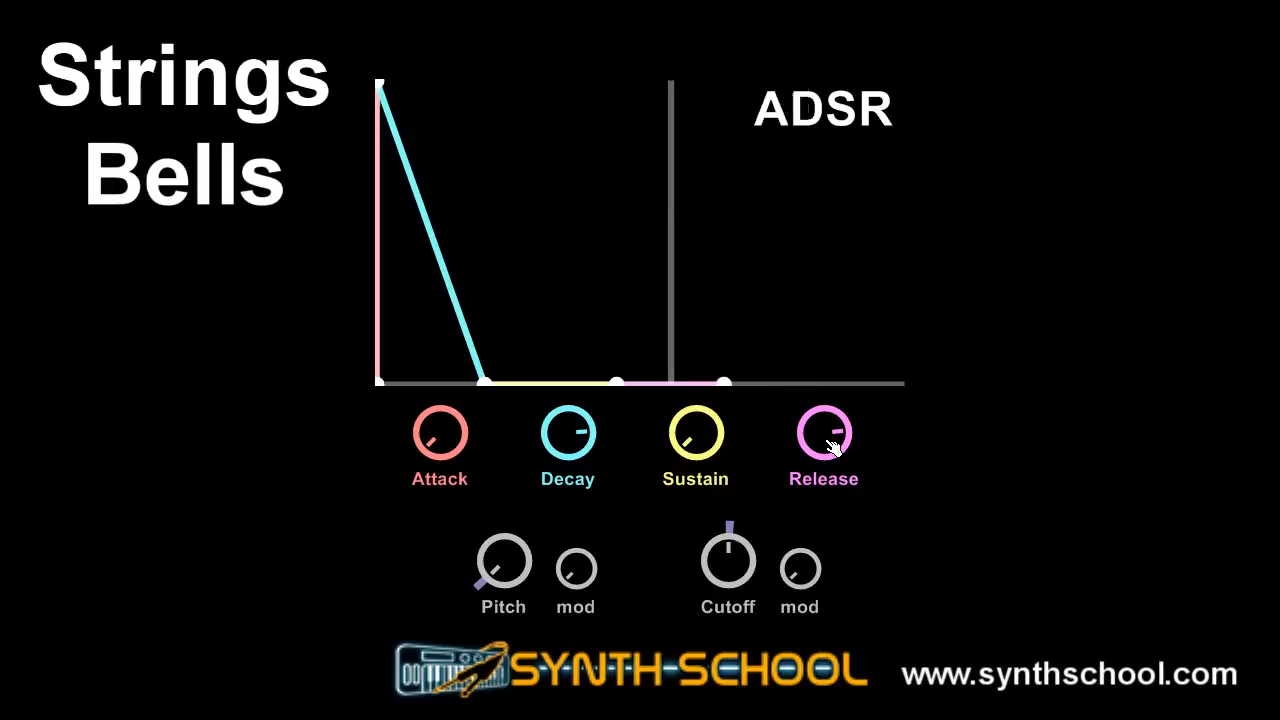 Strings
Bells
ADSR
Attack
Decay
Sustain
Release
Pitch
mod
Cutoff
mod
SYNTH-SCHOOL
www.synthschool.com